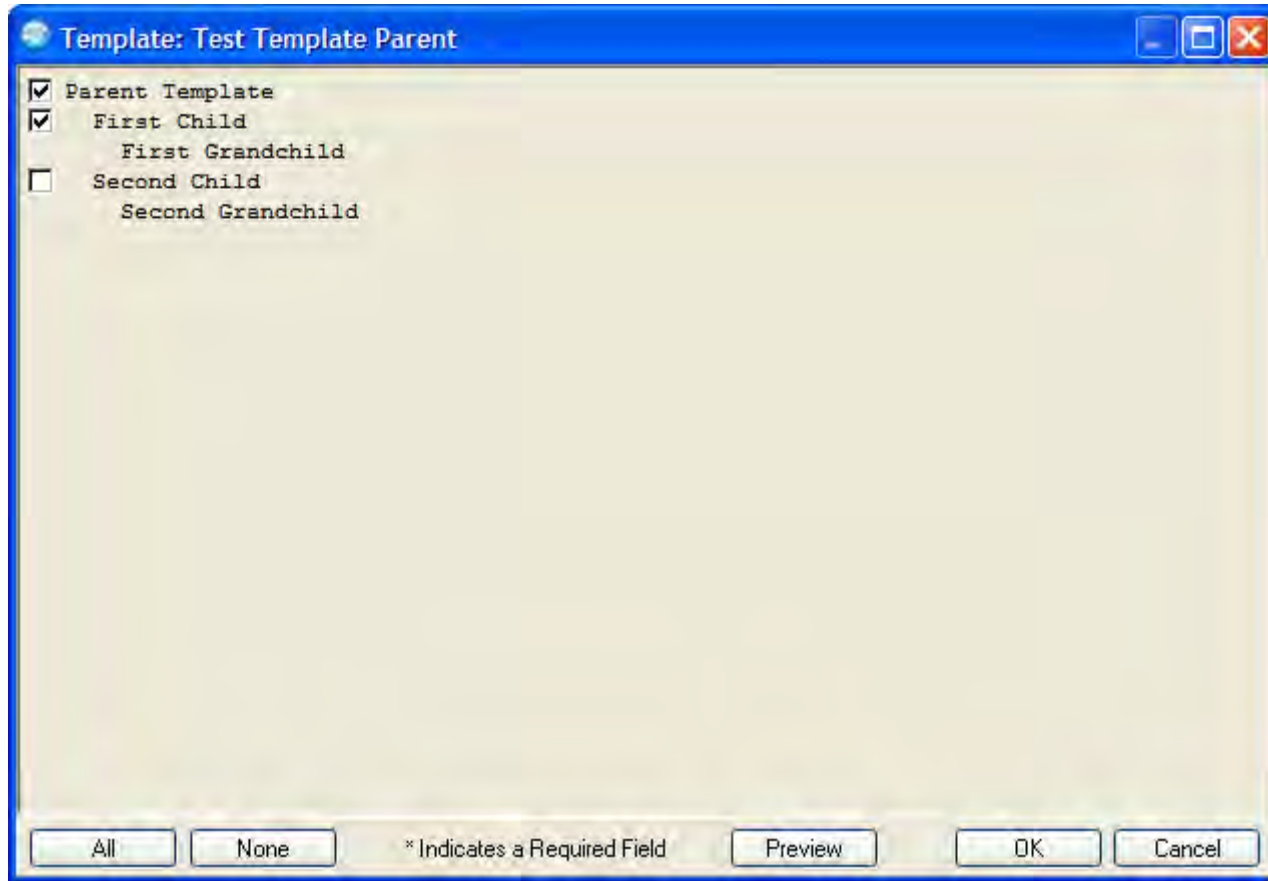 Template: Test Template Parent
Parent Template
First Child
First Grandchild
Second Child
Second Grandchild
All None * Indicates a Required Field Preview OK Cancel